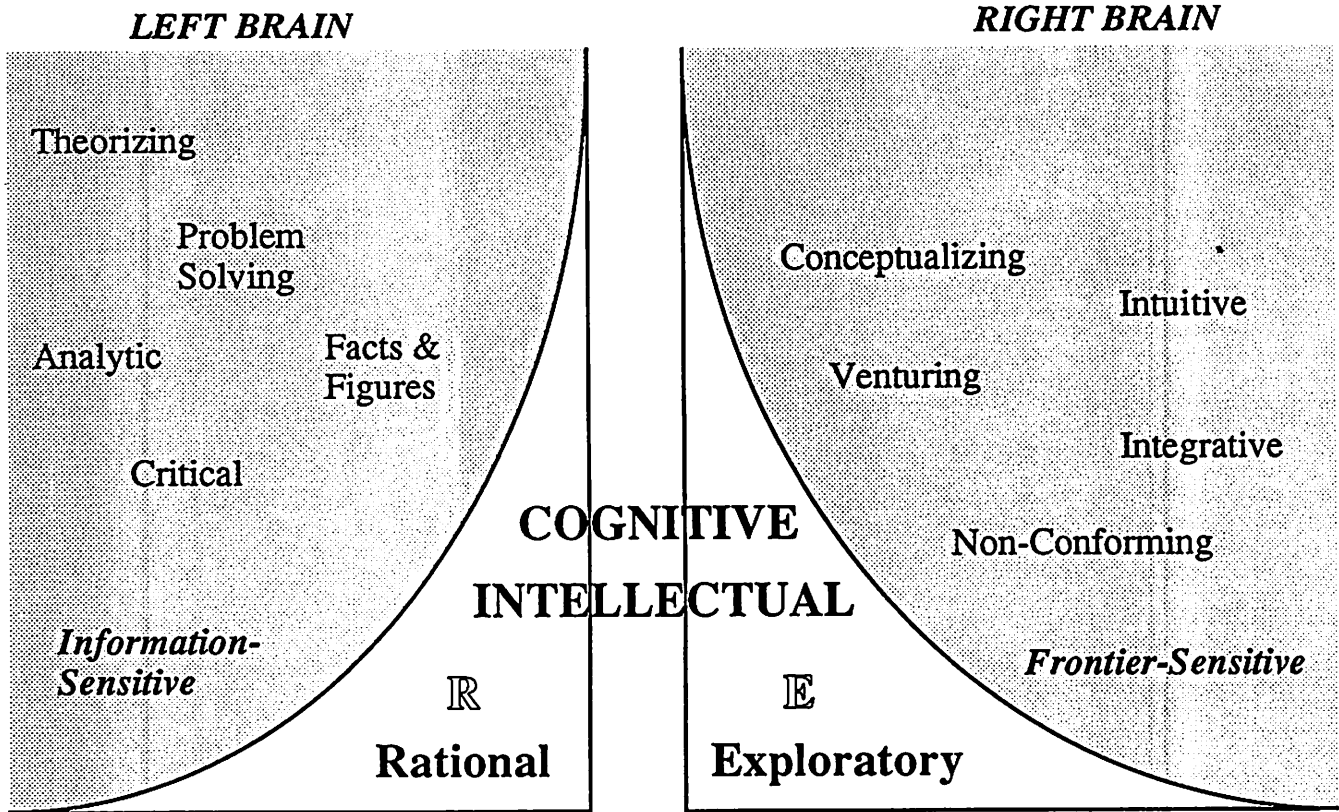 LEFT BRAIN
RIGHT BRAIN
Theorizing
Problem
Solving
Analytic
Facts &
Figures
Critical
Information-
Sensitive
Conceptualizing
Intuitive
Venturing
Integrative
Non-Conforming
Frontier-Sensitive
COGNITIVE
INTELLECTUAL
ℝ
Rational
𝔼
Exploratory